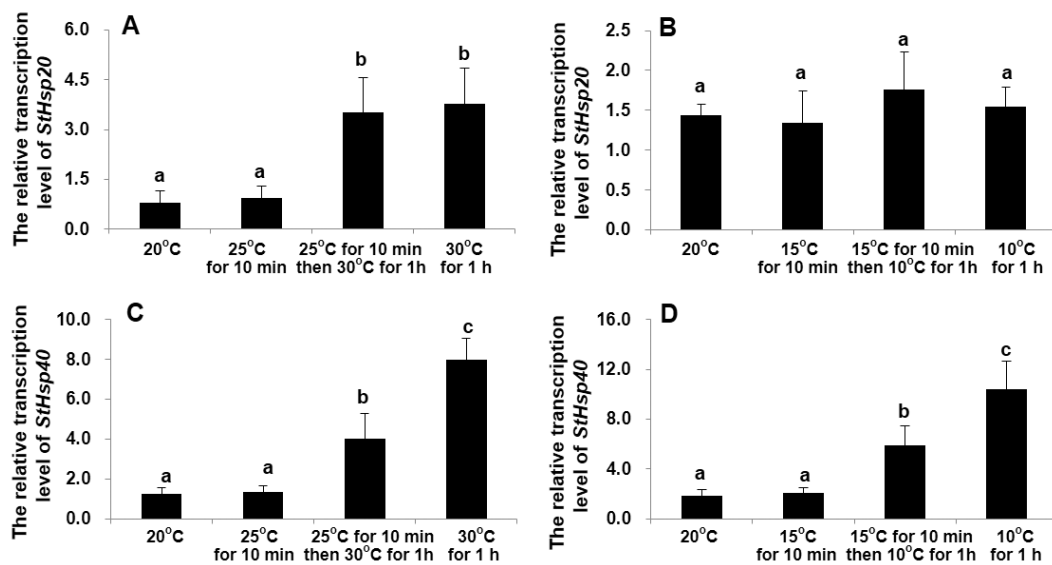 A
The relative transcription
level of StHsp20
6.0
4.5
3.0
1.5
0.0
a
a
b
b
20°C
25°C
for 10 min
25°C for 10 min
then 30°C for 1h
30°C
for 1 h
B
The relative transcription
level of StHsp20
2.5
2.0
1.5
1.0
0.5
0.0
a
a
a
a
20°C
15°C
for 10 min
15°C for 10 min
then 10°C for 1h
10°C
for 1 h
C
The relative transcription
level of StHsp40
10.0
8.0
6.0
4.0
2.0
0.0
a
a
b
c
20°C
25°C
for 10 min
25°C for 10 min
then 30°C for 1h
30°C
for 1 h
D
The relative transcription
level of StHsp40
16.0
12.0
8.0
4.0
0.0
a
a
b
c
20°C
15°C
for 10 min
15°C for 10 min
then 10°C for 1h
10°C
for 1 h